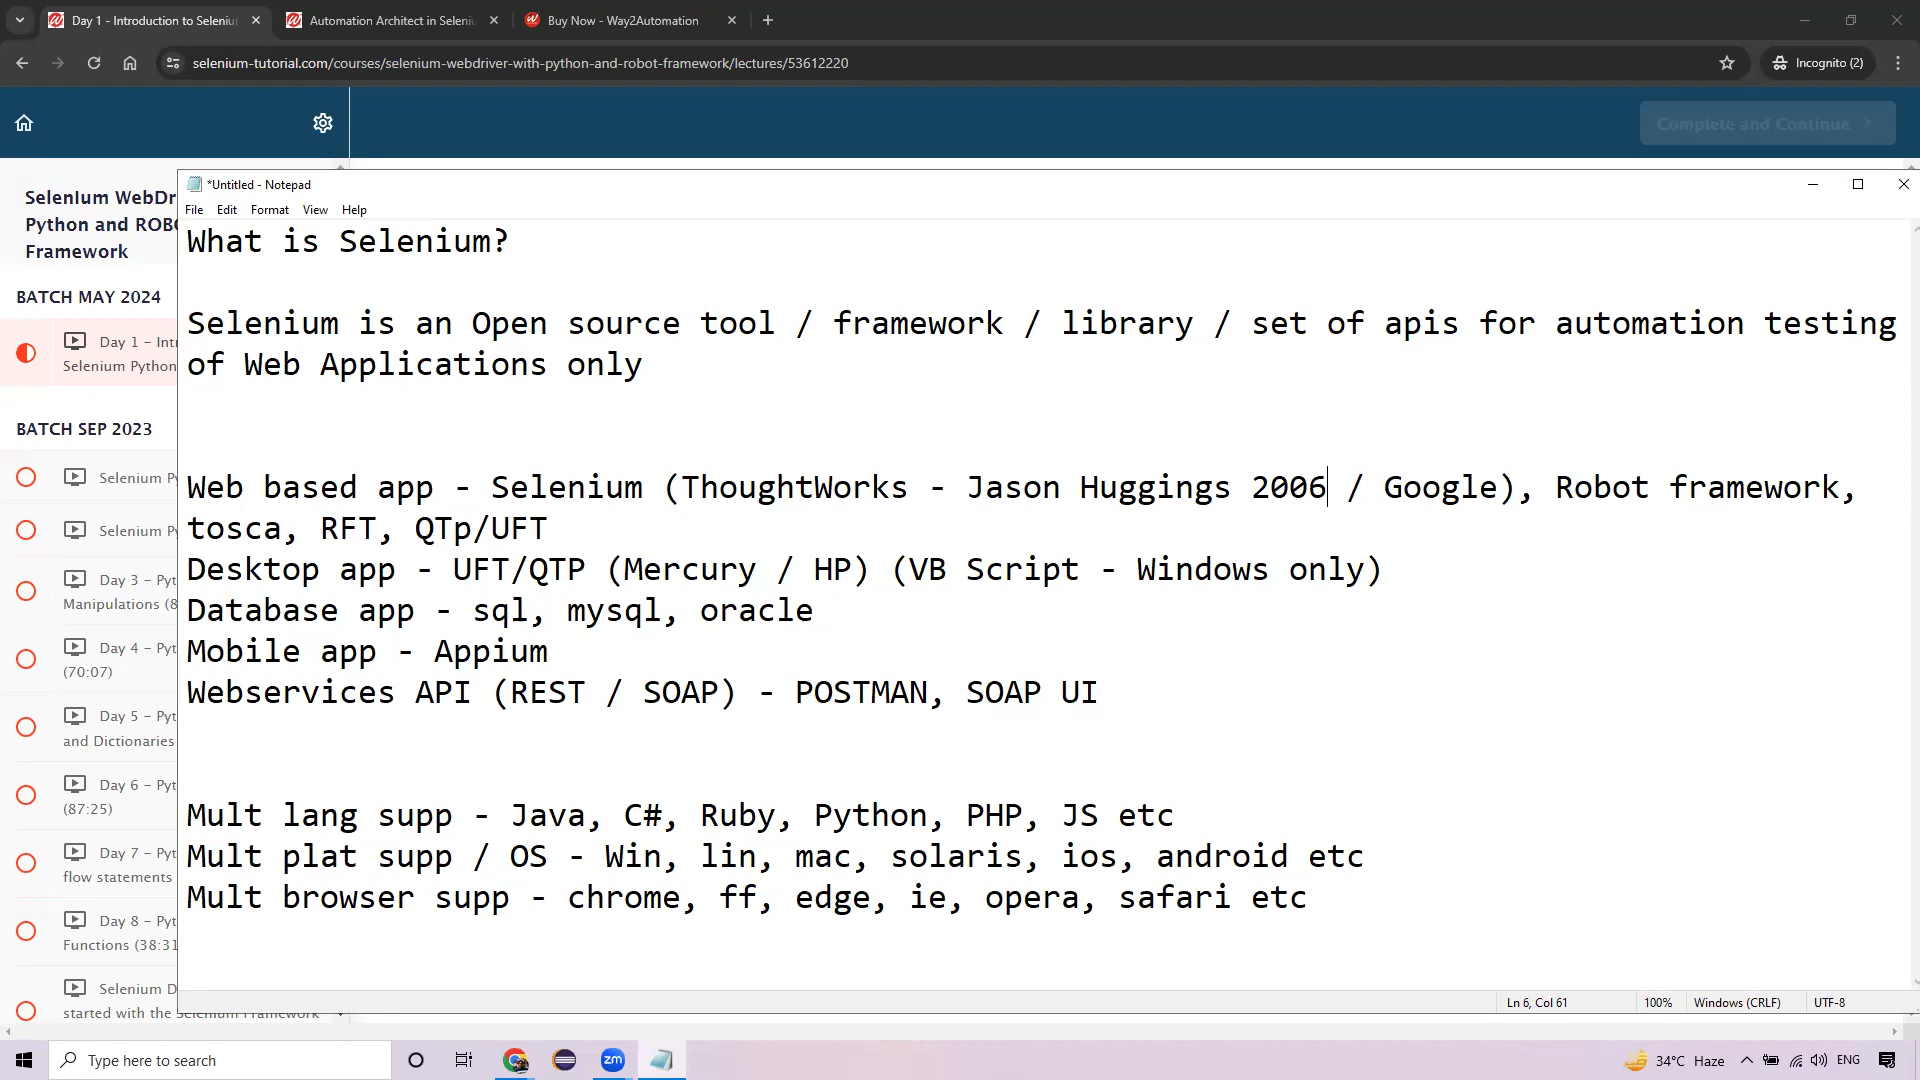 Day 1 - Introduction to Seleniu
Automation Architect in Seleni
Buy Now - Way2Automation
selenium-tutorial.com/courses/selenium-webdriver-with-python-and-robot-framework/lectures/53612220
Incognito (2)
Complete and Continue
SelenIum WebDr
Python and ROBO
Framework
BATCH MAY 2024
Day 1 - Int
Selenium Python
BATCH SEP 2023
Selenium Py
Selenium Py
Day 3 - Pyt
Manipulations (8
Day 4 - Pyt
(70:07)
Day 5 - Pyt
and Dictionaries
Day 6 - Pyt
(87:25)
Day 7 - Pyt
flow statements
Day 8 - Pyt
Functions (38:31
Selenium D
started with the Selenium Framework
*Untitled - Notepad
File Edit Format View Help
What is Selenium?
Selenium is an Open source tool / framework / library / set of apis for automation testing
of Web Applications only
Web based app - Selenium (ThoughtWorks - Jason Huggings 2006 / Google), Robot framework,
tosca, RFT, QTp/UFT
Desktop app - UFT/QTP (Mercury / HP) (VB Script - Windows only)
Database app - sql, mysql, oracle
Mobile app - Appium
Webservices API (REST / SOAP) - POSTMAN, SOAP UI
Mult lang supp - Java, C#, Ruby, Python, PHP, JS etc
Mult plat supp / OS - Win, lin, mac, solaris, ios, android etc
Mult browser supp - chrome, ff, edge, ie, opera, safari etc
Ln 6, Col 61
100%
Windows (CRLF)
UTF-8
Type here to search
zm
34°C Haze
ENG